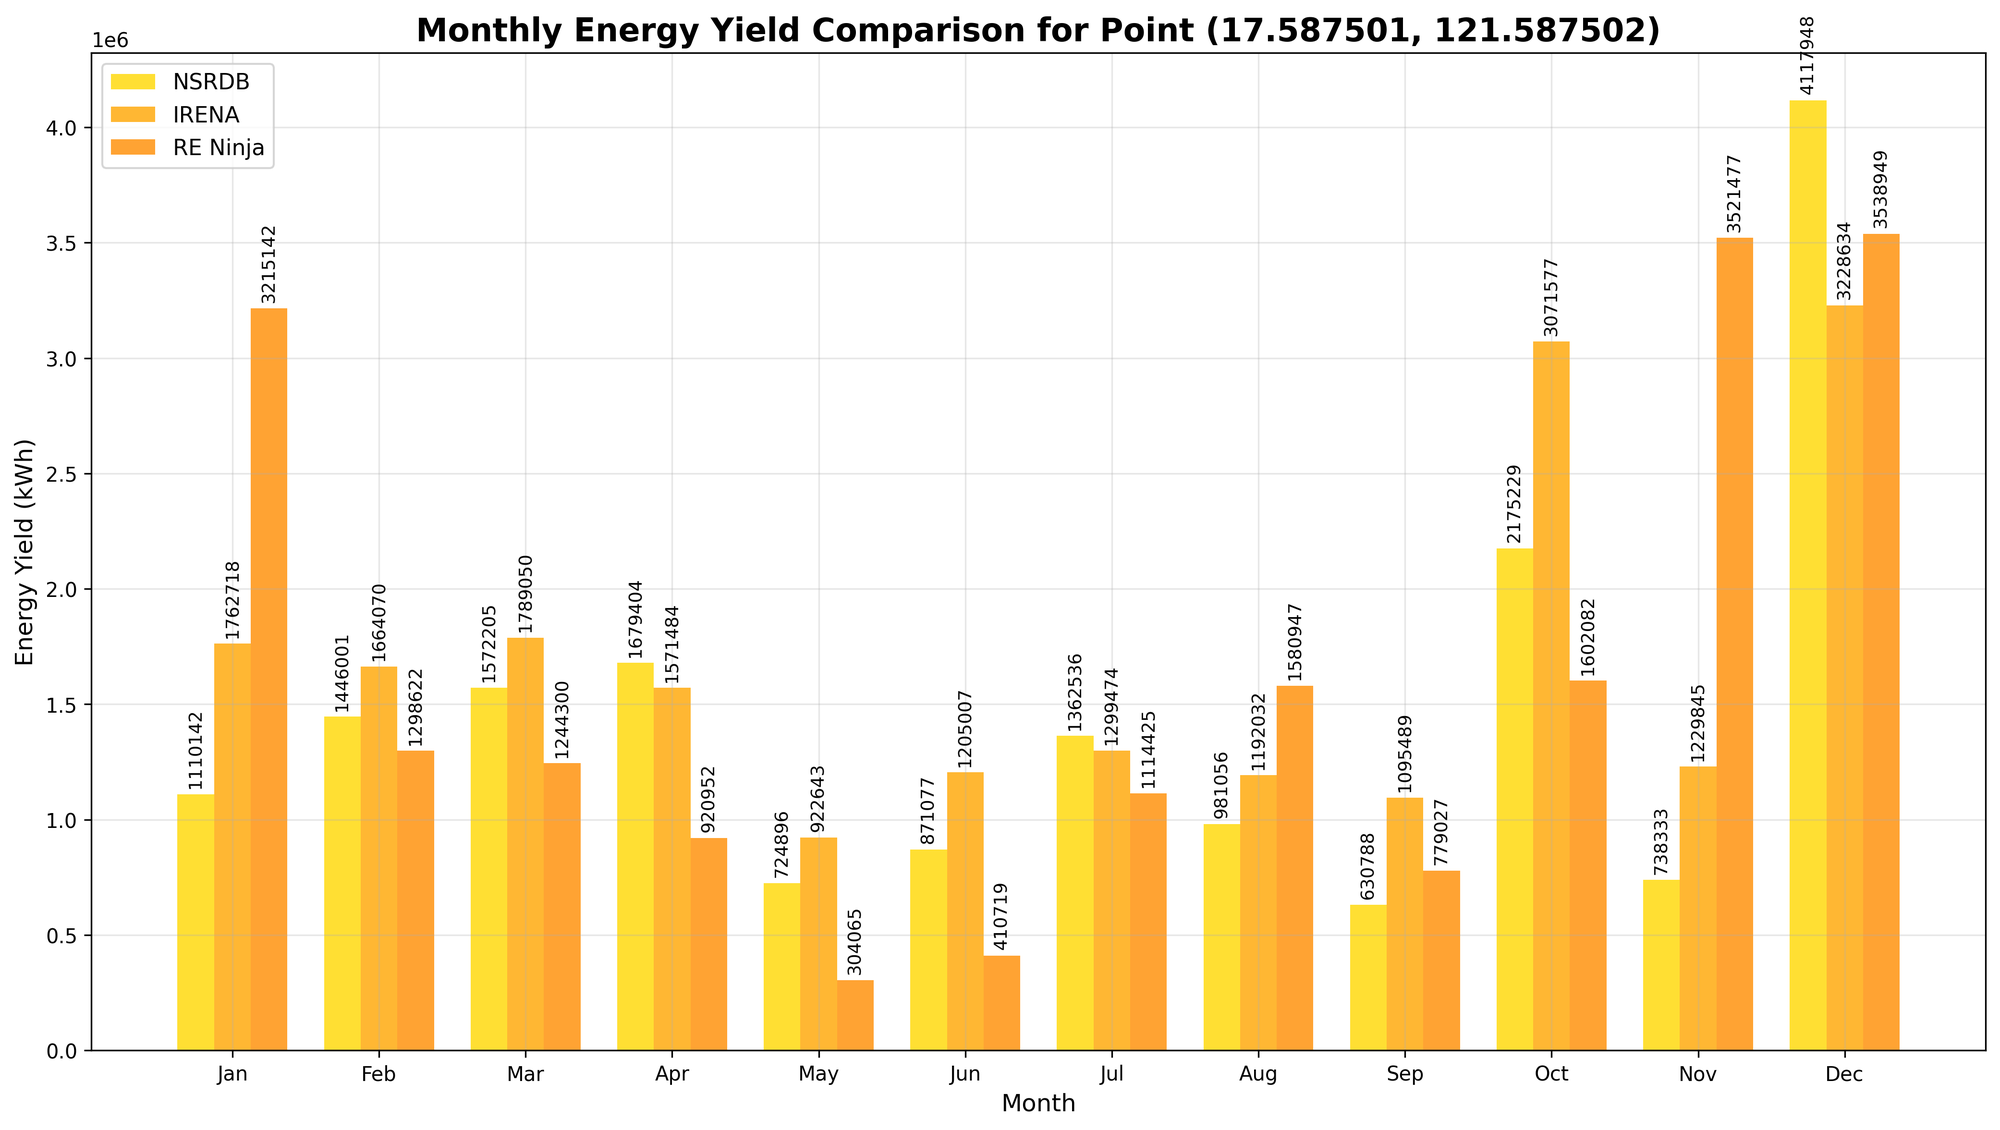 Monthly Energy Yield Comparison for Point (17.587501, 121.587502)
1e6
NSRDB
IRENA
RE Ninja
Energy Yield (kWh)
4.0
3.5
3.0
2.5
2.0
1.5
1.0
0.5
0.0
1110142
1762718
3215142
1446001
1664070
1298622
1572205
1789050
1244300
1679404
1571484
920952
724896
922643
304065
871077
1205007
410719
1362536
1299474
1114425
981056
1192032
1580947
630788
1095489
779027
2175229
3071577
1602082
738333
1229845
3521477
4117948
3228634
3538949
Jan
Feb
Mar
Apr
May
Jun
Jul
Aug
Sep
Oct
Nov
Dec
Month